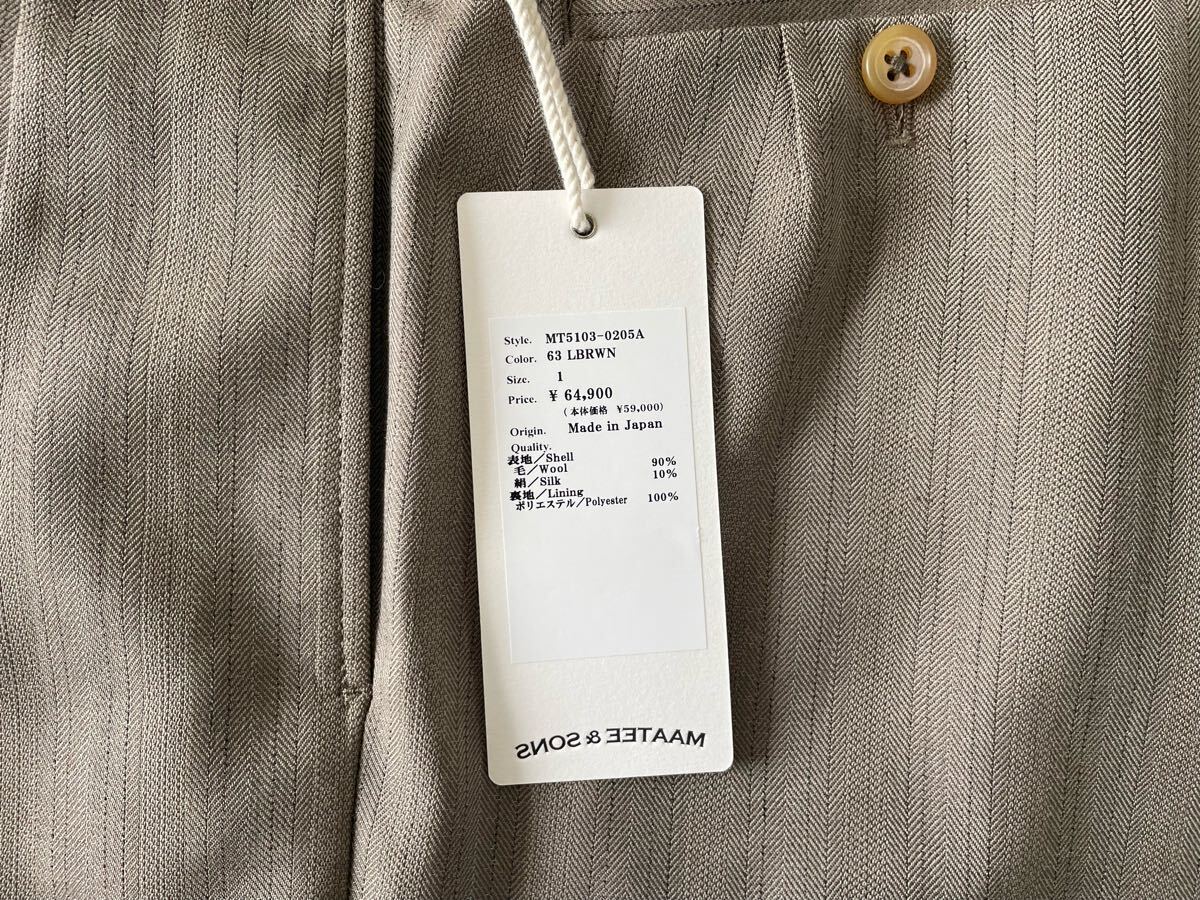 Style. MT5103-0205A
Color. 63 LBRWN
Size. 1
Price. ¥ 64,900
(本体価格 ¥59,000)
Origin. Made in Japan
Quality.
表地/Shell
毛/Wool 90%
絹/Silk 10%
裏地/Lining
ポリエステル/Polyester 100%
MAATEE & SONS